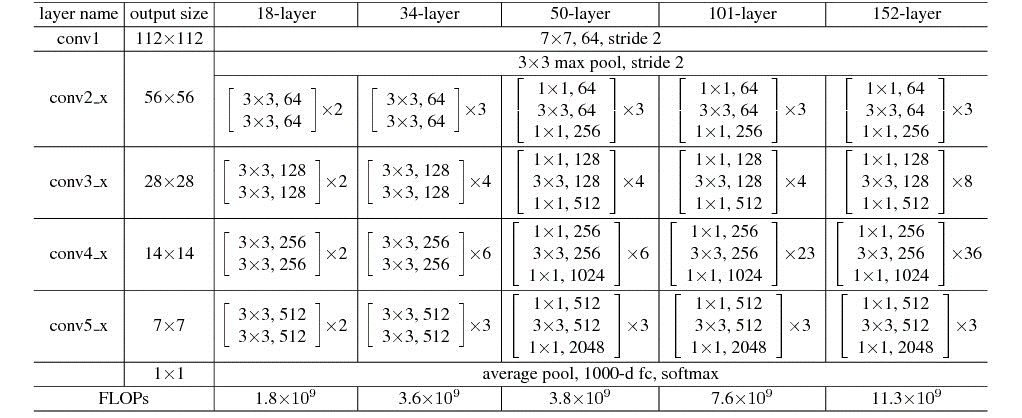 layer name output size 18-layer 34-layer 50-layer 101-layer 152-layer
conv1 112×112 7×7, 64, stride 2
3×3 max pool, stride 2
conv2_x 56×56 [3×3, 64 3×3, 64]×2 [3×3, 64 3×3, 64]×3 [1×1, 64 3×3, 64 1×1, 256]×3 [1×1, 64 3×3, 64 1×1, 256]×3 [1×1, 64 3×3, 64 1×1, 256]×3
conv3_x 28×28 [3×3, 128 3×3, 128]×2 [3×3, 128 3×3, 128]×4 [1×1, 128 3×3, 128 1×1, 512]×4 [1×1, 128 3×3, 128 1×1, 512]×4 [1×1, 128 3×3, 128 1×1, 512]×8
conv4_x 14×14 [3×3, 256 3×3, 256]×2 [3×3, 256 3×3, 256]×6 [1×1, 256 3×3, 256 1×1, 1024]×6 [1×1, 256 3×3, 256 1×1, 1024]×23 [1×1, 256 3×3, 256 1×1, 1024]×36
conv5_x 7×7 [3×3, 512 3×3, 512]×2 [3×3, 512 3×3, 512]×3 [1×1, 512 3×3, 512 1×1, 2048]×3 [1×1, 512 3×3, 512 1×1, 2048]×3 [1×1, 512 3×3, 512 1×1, 2048]×3
1×1 average pool, 1000-d fc, softmax
FLOPs 1.8×10⁹ 3.6×10⁹ 3.8×10⁹ 7.6×10⁹ 11.3×10⁹